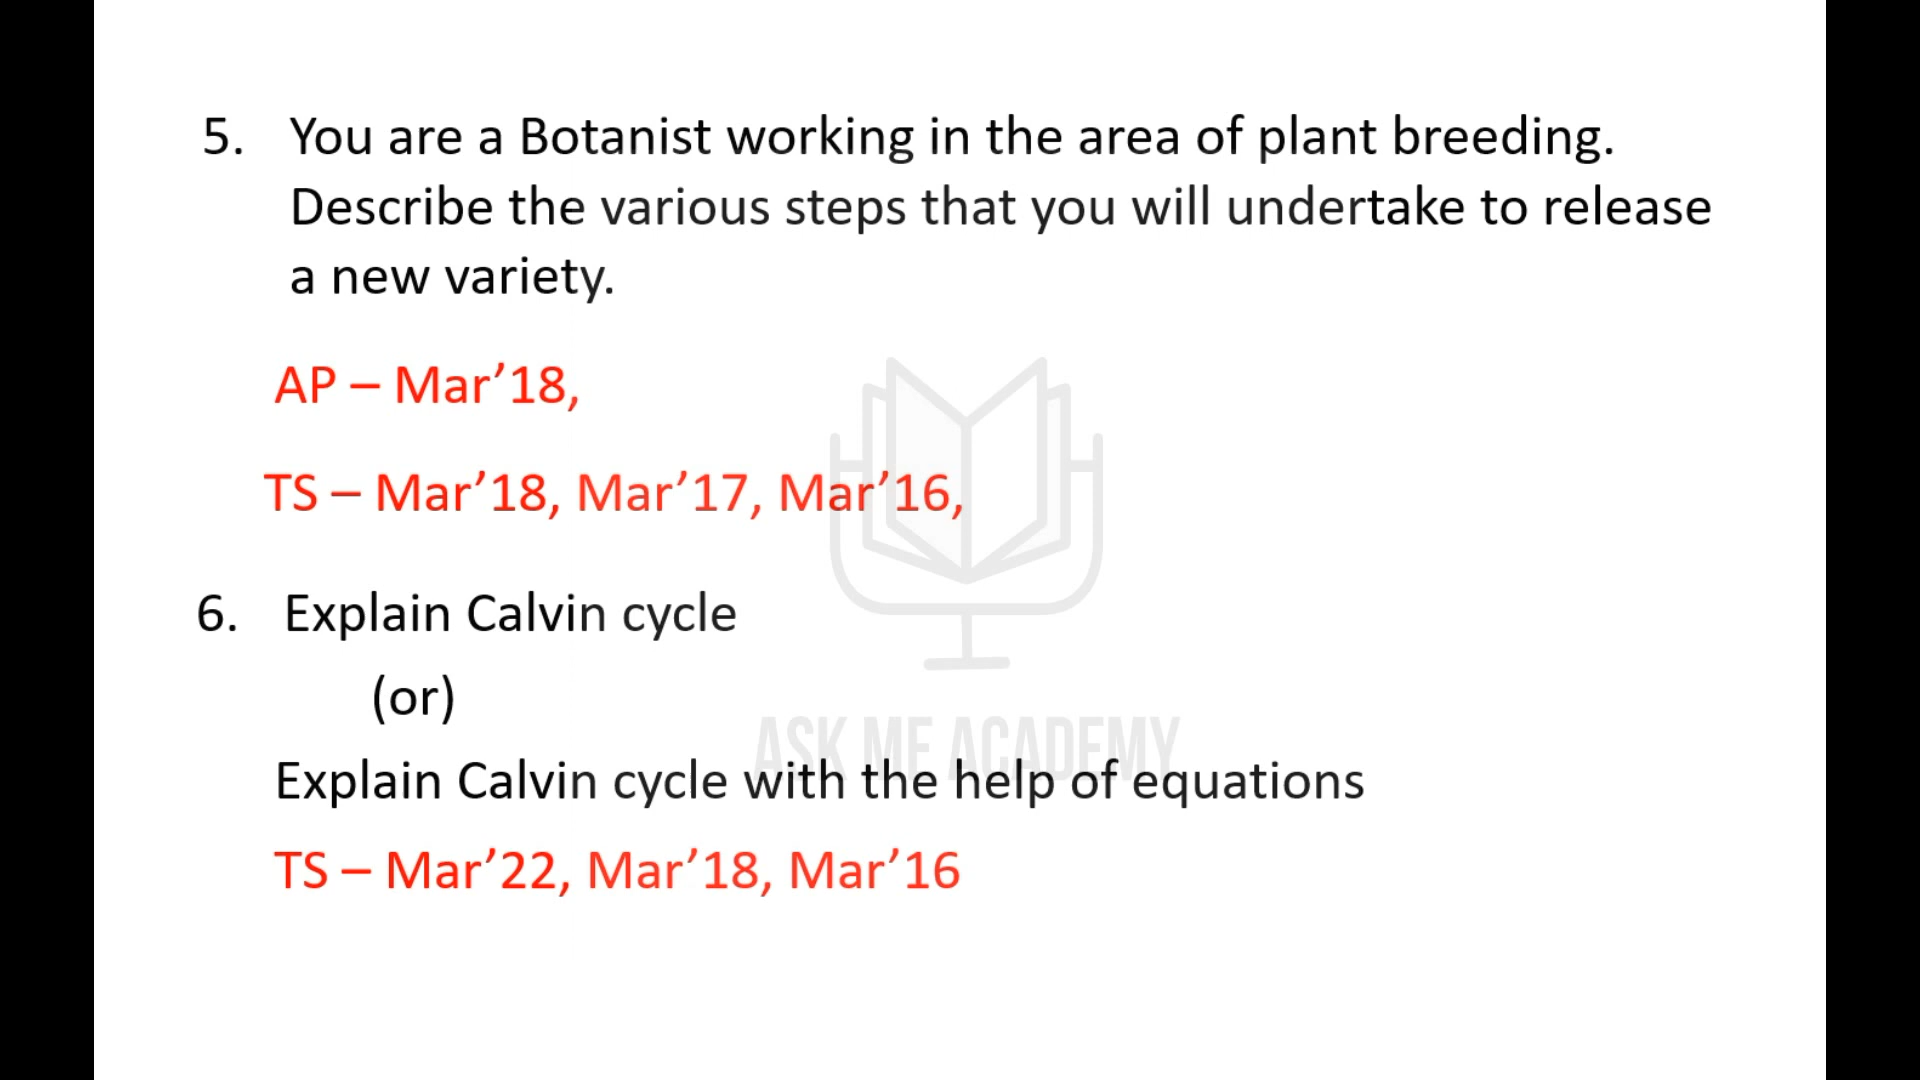 5. You are a Botanist working in the area of plant breeding.
Describe the various steps that you will undertake to release
a new variety.
AP – Mar’18,
TS – Mar’18, Mar’17, Mar’16,
6. Explain Calvin cycle
(or)
ASK ME ACADEMY
Explain Calvin cycle with the help of equations
TS – Mar’22, Mar’18, Mar’16